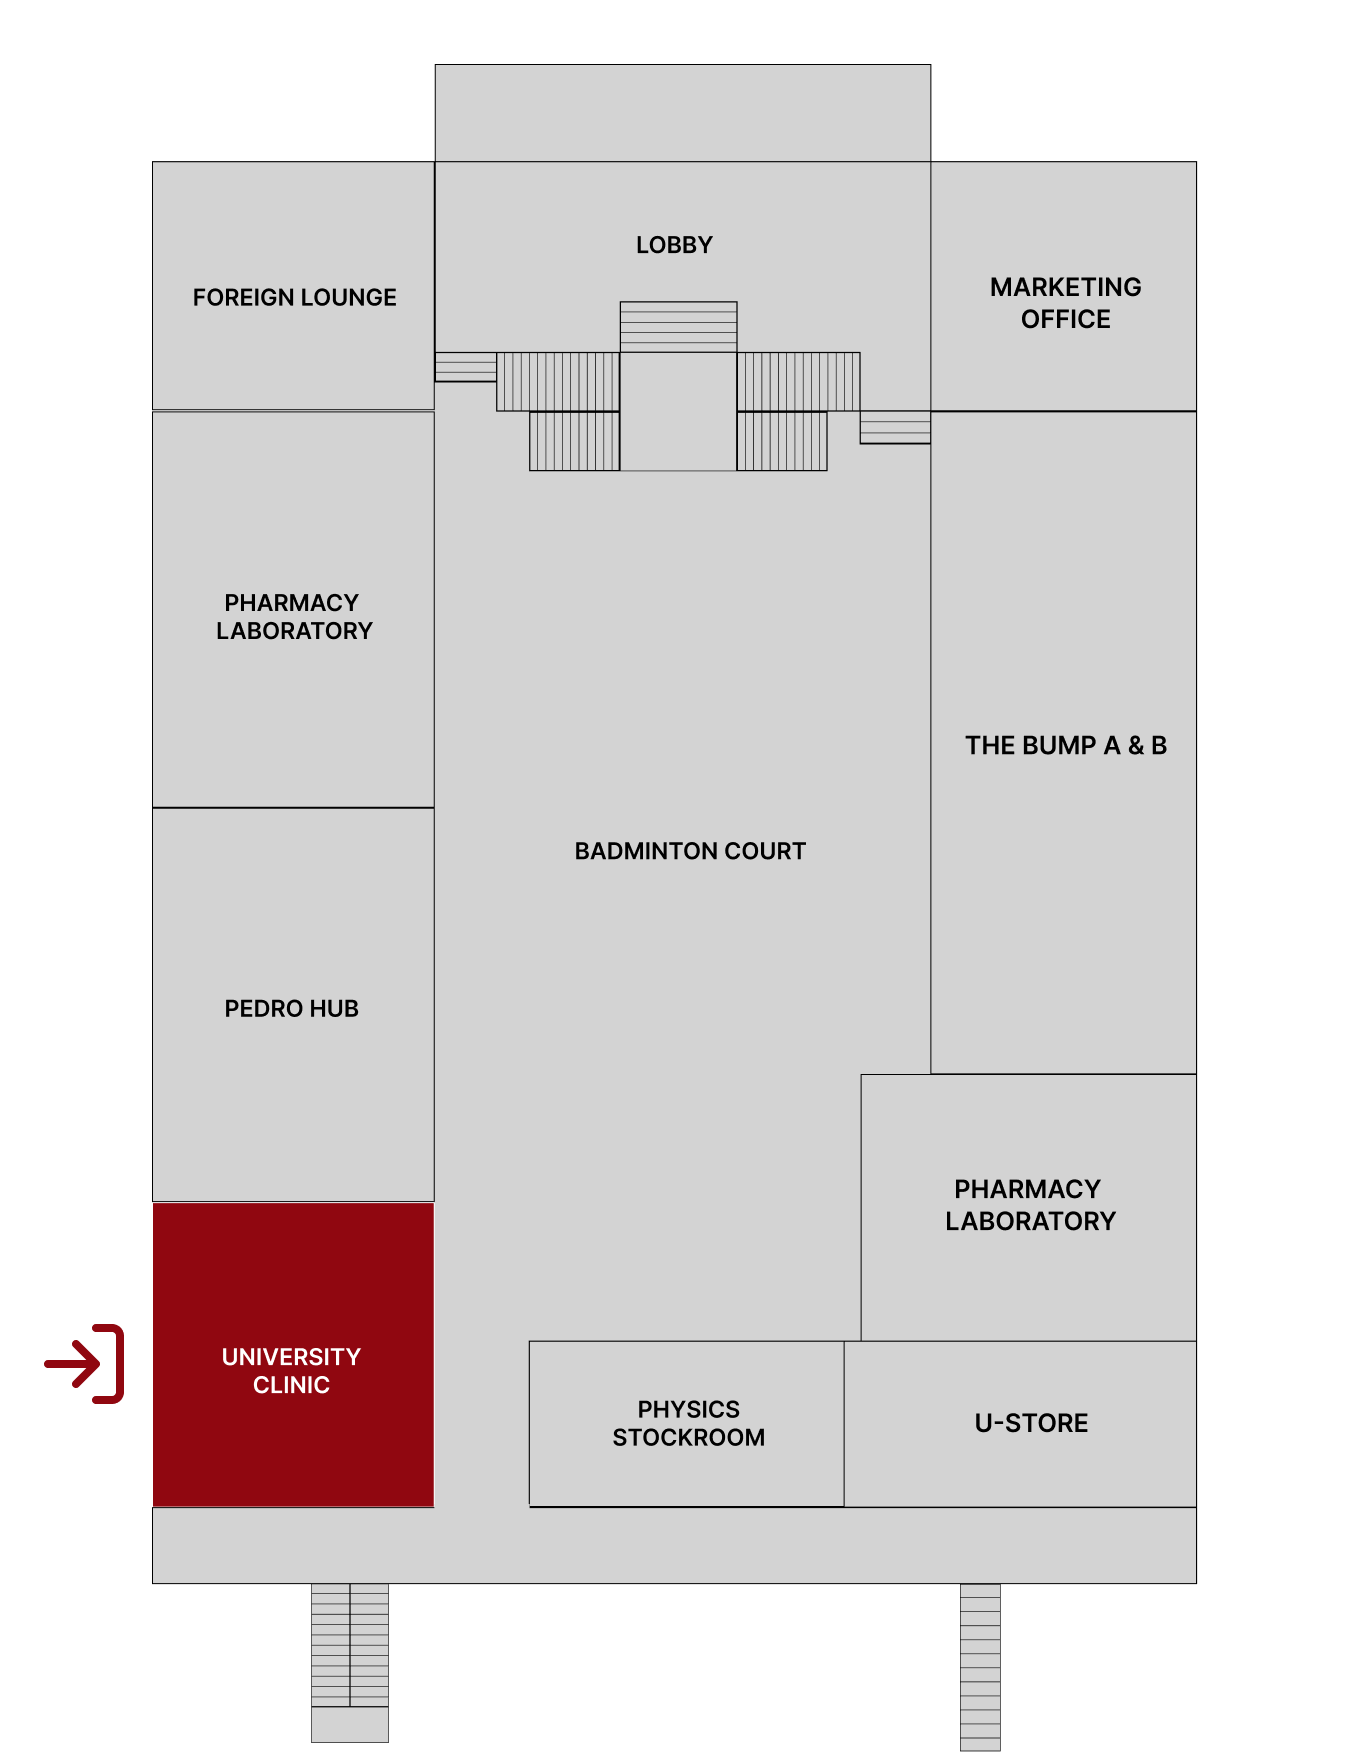 LOBBY
FOREIGN LOUNGE
MARKETING
OFFICE
PHARMACY
LABORATORY
THE BUMP A & B
BADMINTON COURT
PEDRO HUB
PHARMACY
LABORATORY
UNIVERSITY
CLINIC
PHYSICS
STOCKROOM
U-STORE